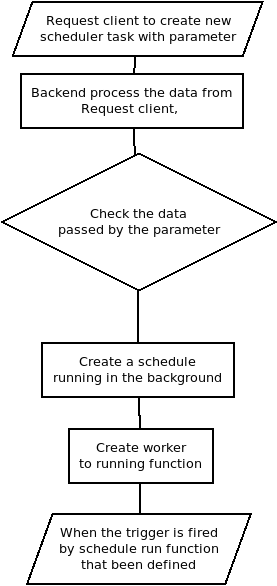 Request client to create new
scheduler task with parameter
Backend process the data from
Request client,
Check the data
passed by the parameter
Create a schedule
running in the background
Create worker
to running function
When the trigger is fired
by schedule run function
that been defined